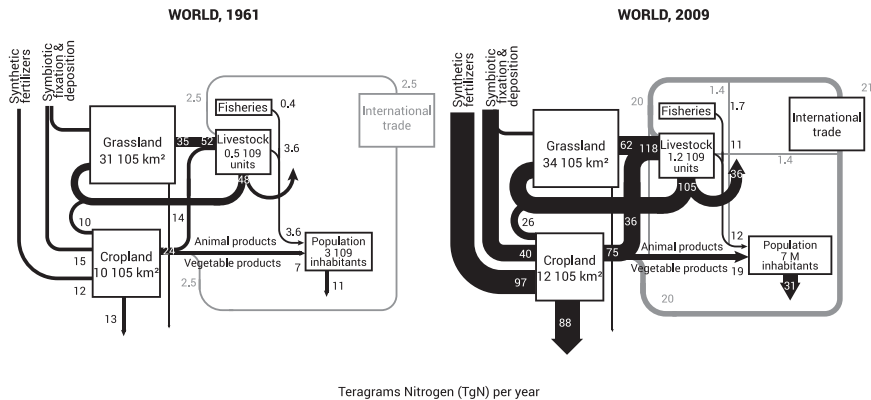 WORLD, 1961
Synthetic
fertilizers
Symbiotic
fixation &
deposition
2.5
2.5
Fisheries
0.4
International
trade
Grassland
31 105 km²
35
52
Livestock
0.5 109
units
3.6
48
10
14
15
12
Cropland
10 105 km²
24
Animal products
Vegetable products
3.6
7
Population
3 109
inhabitants
2.5
11
13
WORLD, 2009
Synthetic
fertilizers
Symbiotic
fixation &
deposition
20
1.4
21
Fisheries
1.7
International
trade
Grassland
34 105 km²
62
118
Livestock
1.2 109
units
11
1.4
105
36
26
36
40
97
Cropland
12 105 km²
75
Animal products
Vegetable products
12
19
Population
7 M
inhabitants
20
31
88
Teragrams Nitrogen (TgN) per year